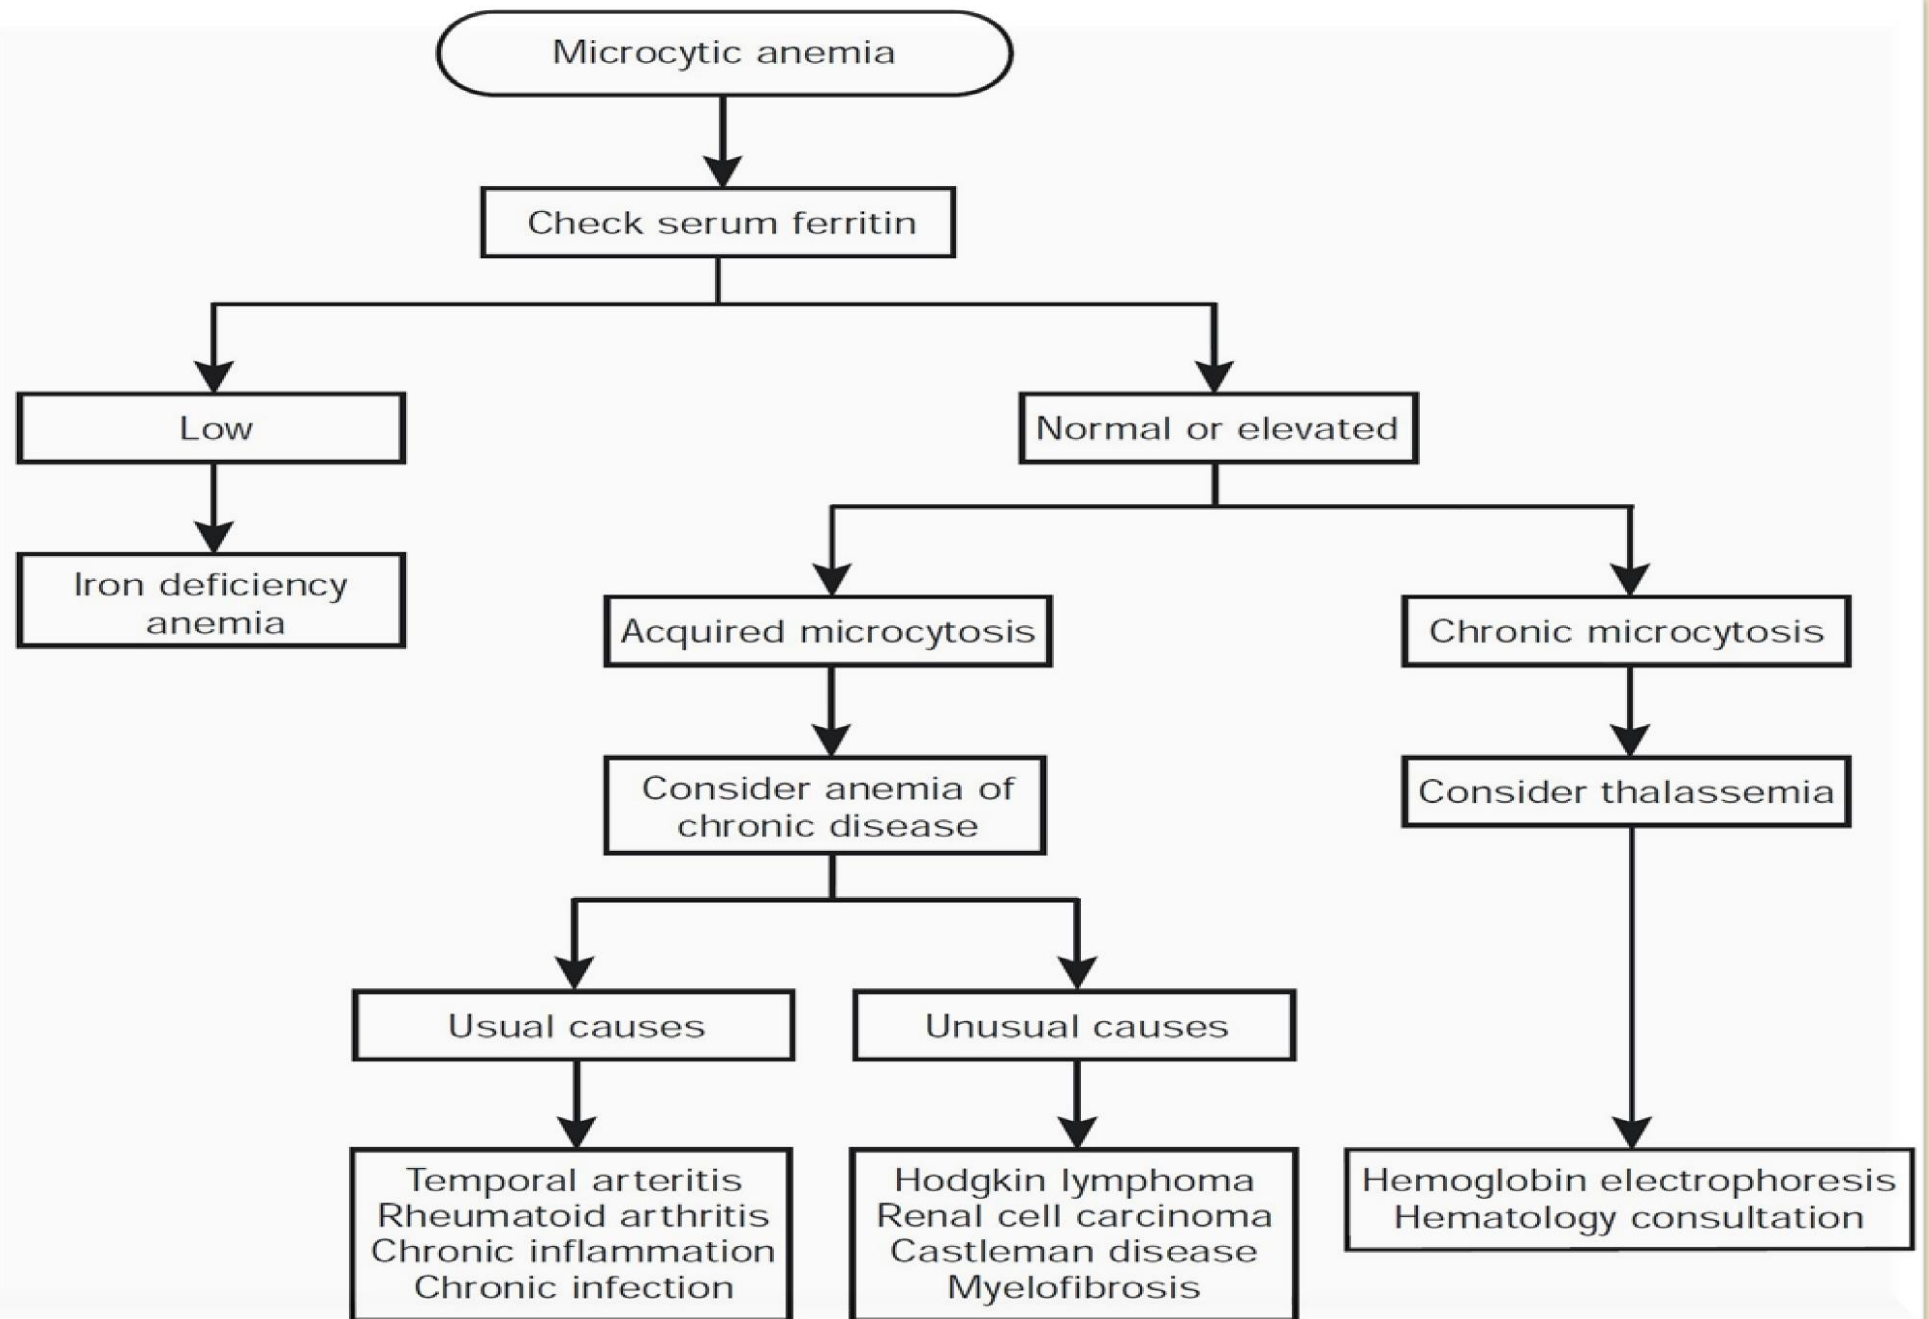 Microcytic anemia
Check serum ferritin
Low
Normal or elevated
Iron deficiency
anemia
Acquired microcytosis
Chronic microcytosis
Consider anemia of
chronic disease
Consider thalassemia
Usual causes
Unusual causes
Temporal arteritis
Rheumatoid arthritis
Chronic inflammation
Chronic infection
Hodgkin lymphoma
Renal cell carcinoma
Castleman disease
Myelofibrosis
Hemoglobin electrophoresis
Hematology consultation